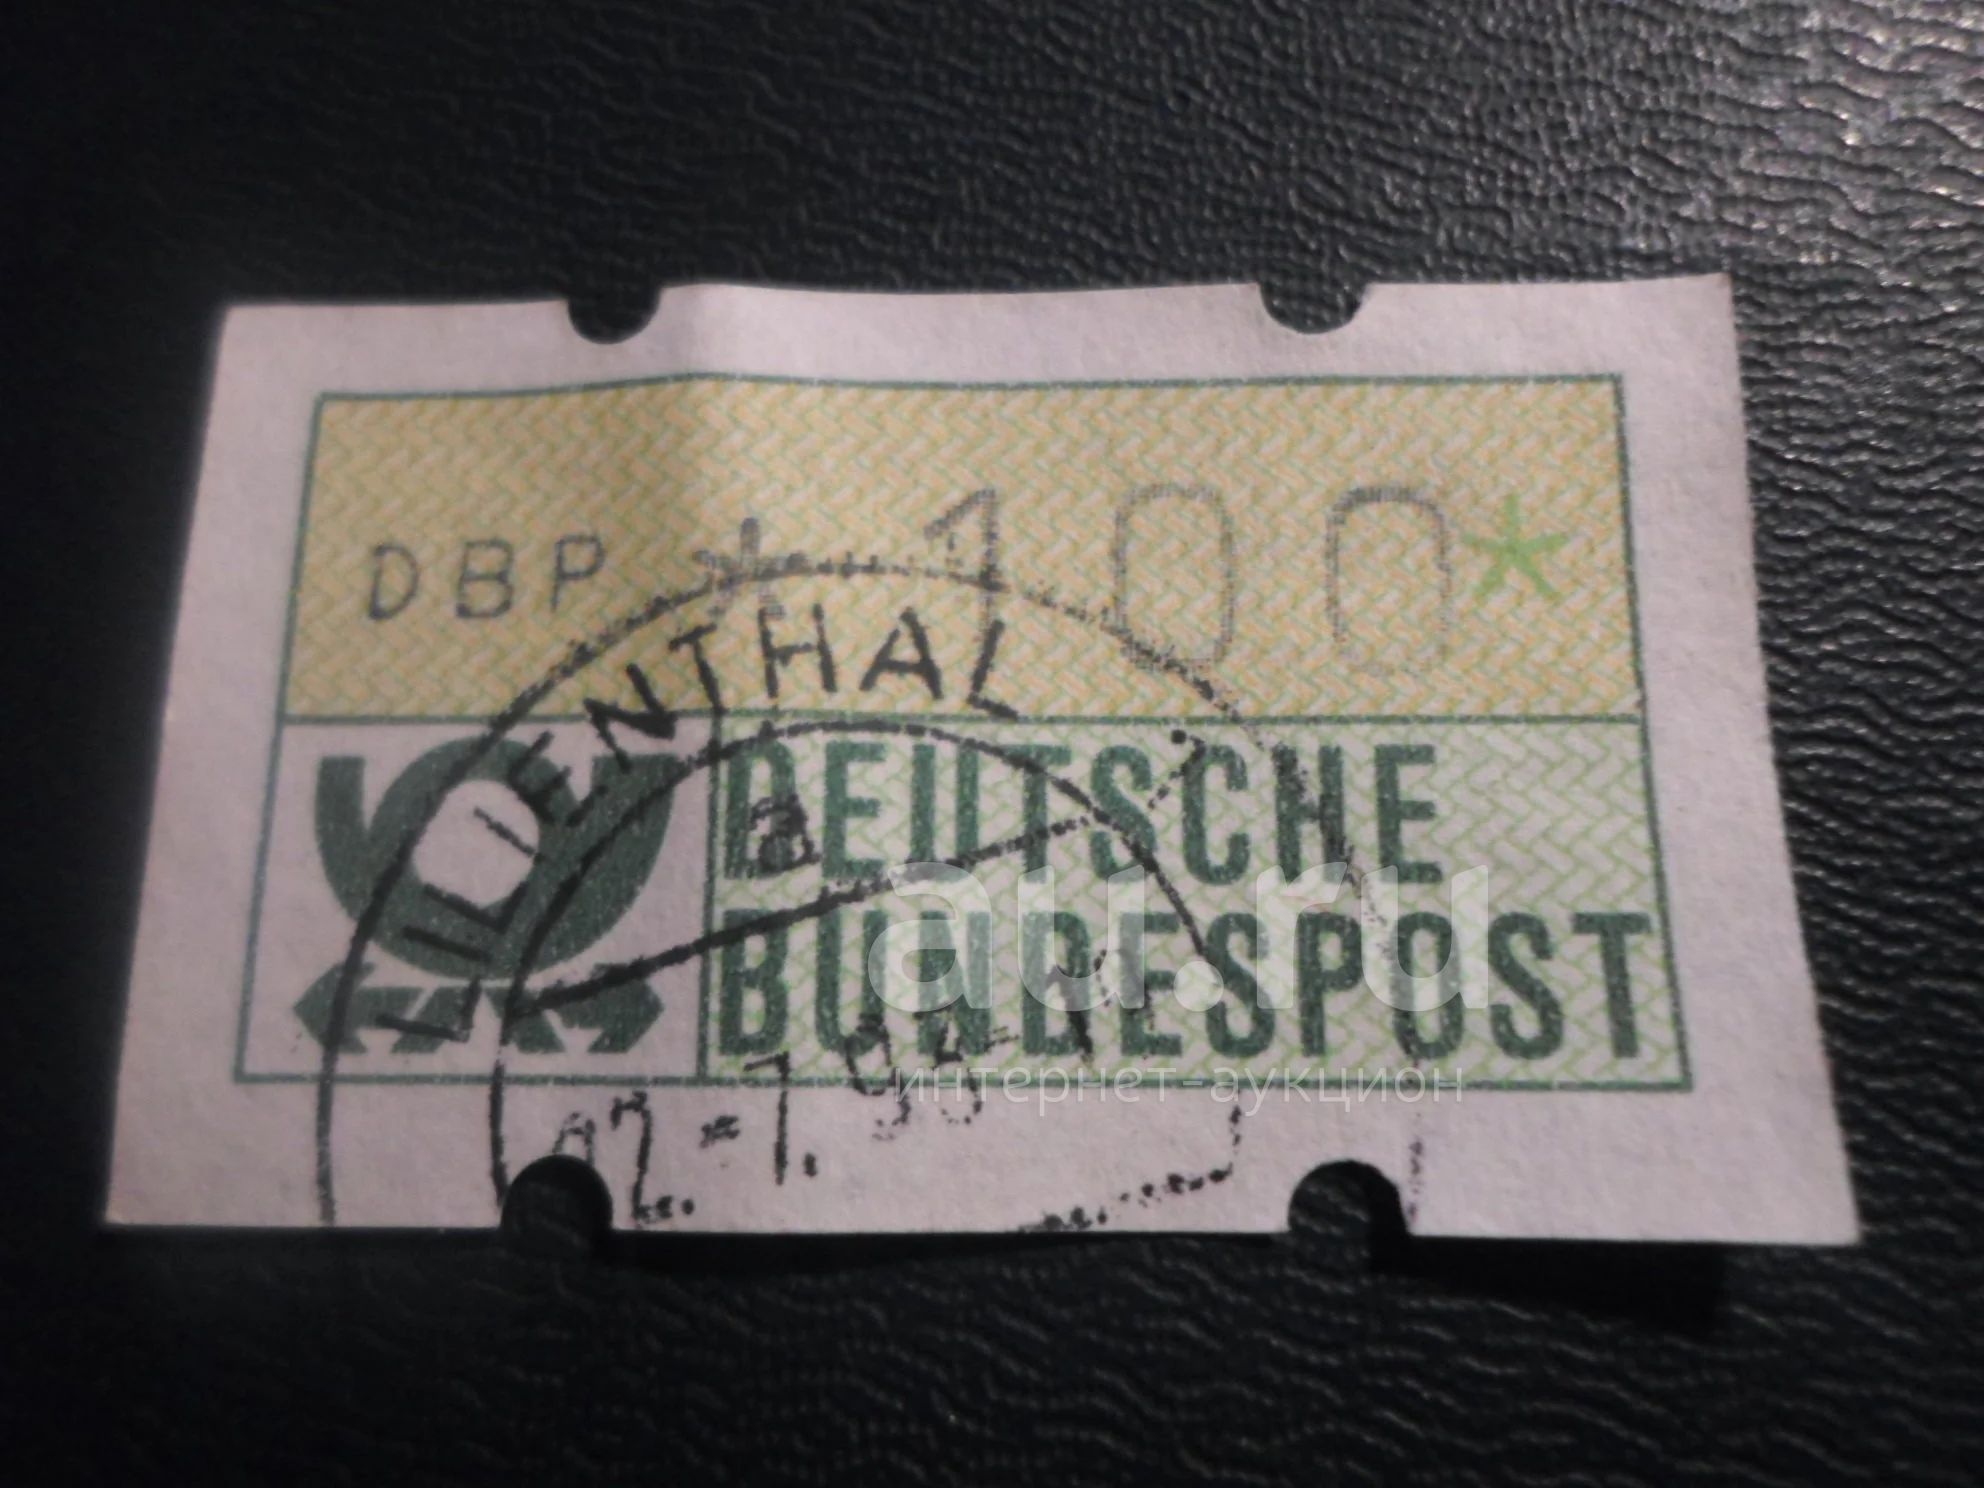 DBP * 100*
LILIENTHAL
a
DEUTSCHE
BUNDESPOST
au.ru
интернет-аукцион